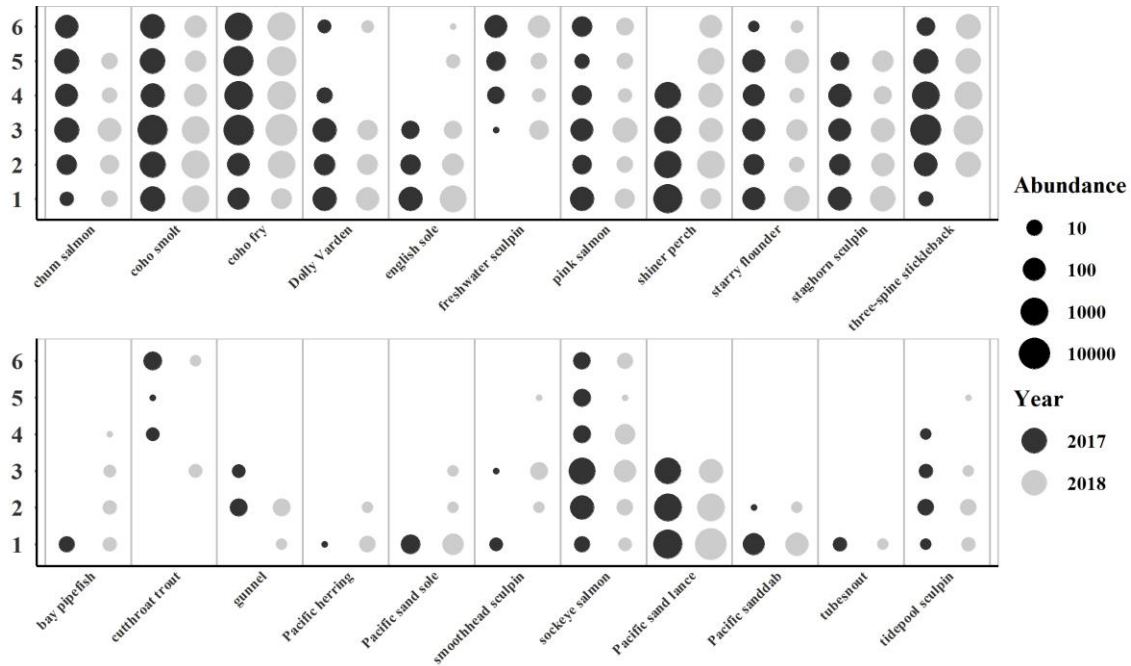 6
5
4
3
2
1
chum salmon
coho smolt
coho fry
Dolly Varden
english sole
freshwater sculpin
pink salmon
shiner perch
starry flounder
staghorn sculpin
three-spine stickleback
6
5
4
3
2
1
bay pipefish
cutthroat trout
gunnel
Pacific herring
Pacific sand sole
smoothhead sculpin
sockeye salmon
Pacific sand lance
Pacific sanddab
tubesnout
tidepool sculpin
Abundance
10
100
1000
10000
Year
2017
2018